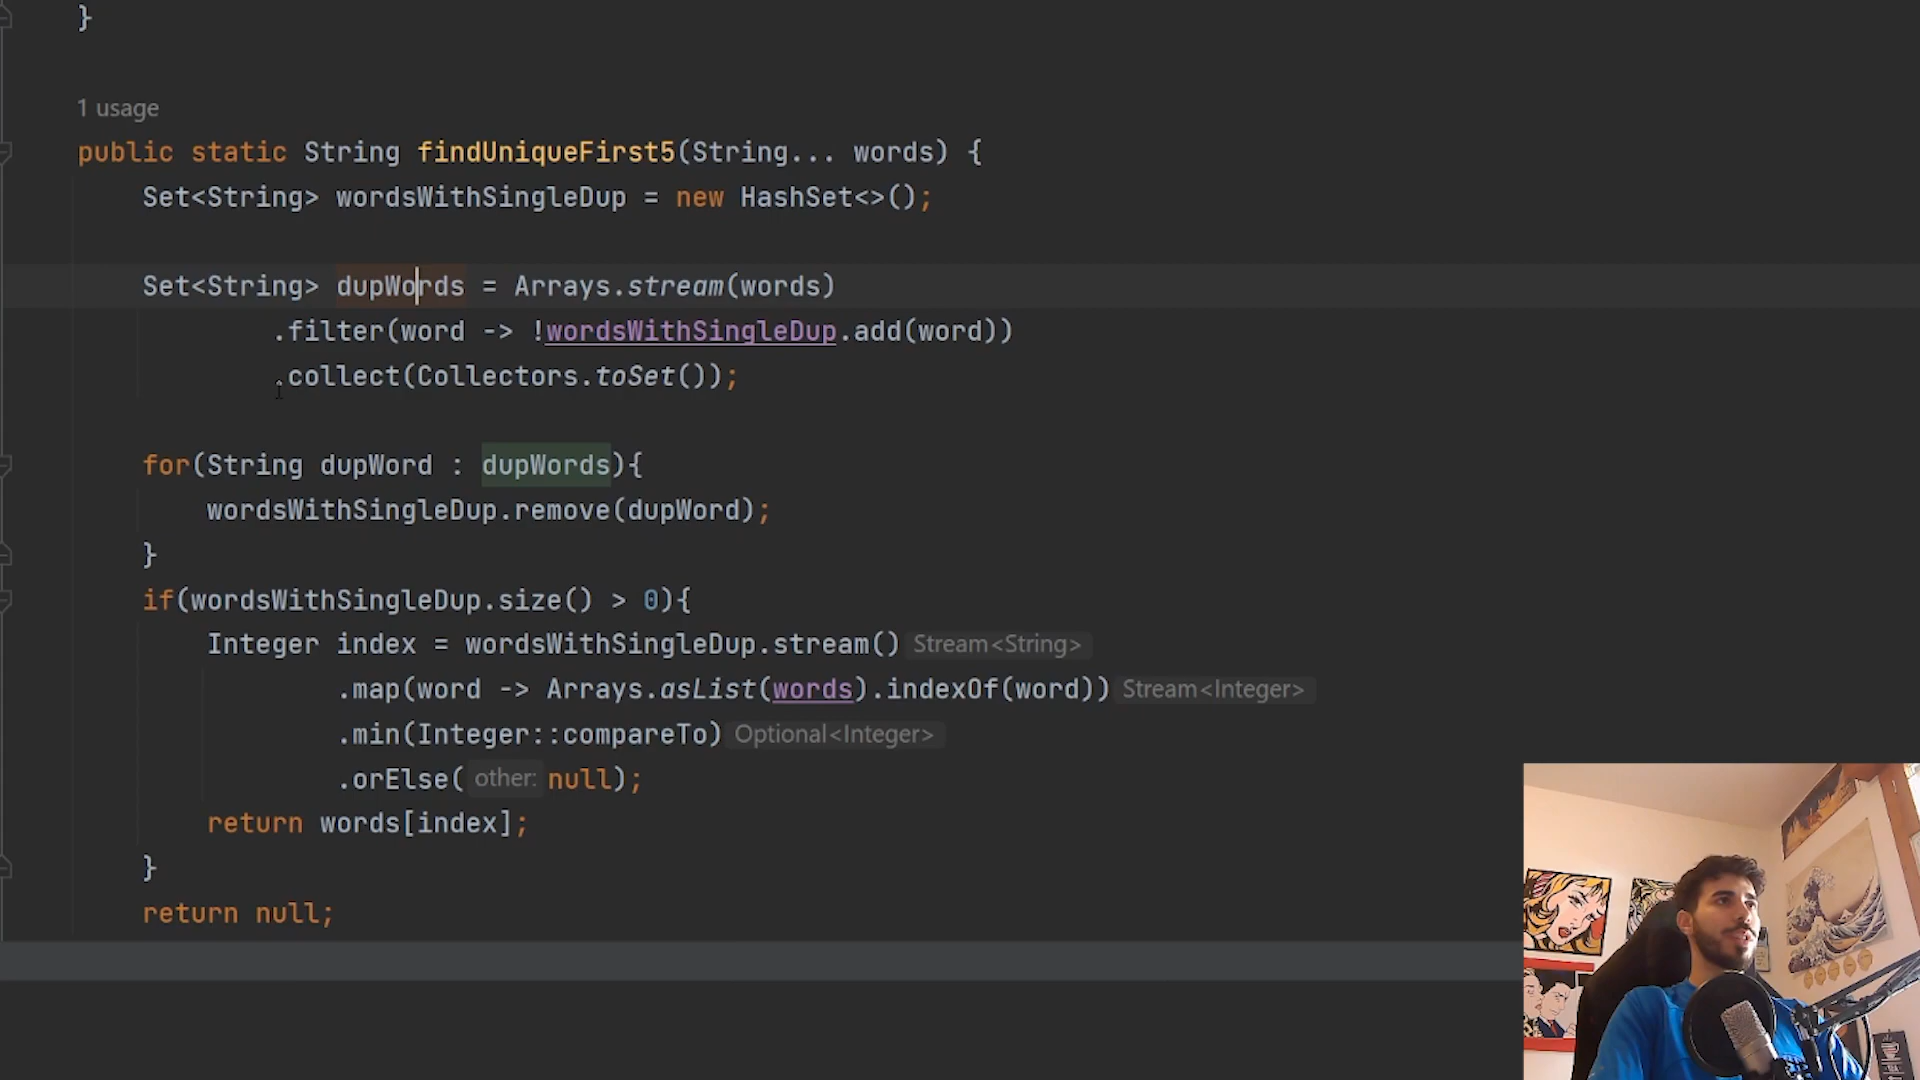 }
1 usage
public static String findUniqueFirst5(String... words) {
Set<String> wordsWithSingleDup = new HashSet<>();
Set<String> dupWords = Arrays.stream(words)
.filter(word -> !wordsWithSingleDup.add(word))
.collect(Collectors.toSet());
for(String dupWord : dupWords){
wordsWithSingleDup.remove(dupWord);
}
if(wordsWithSingleDup.size() > 0){
Integer index = wordsWithSingleDup.stream() Stream<String>
.map(word -> Arrays.asList(words).indexOf(word)) Stream<Integer>
.min(Integer::compareTo) Optional<Integer>
.orElse( other: null);
return words[index];
}
return null;